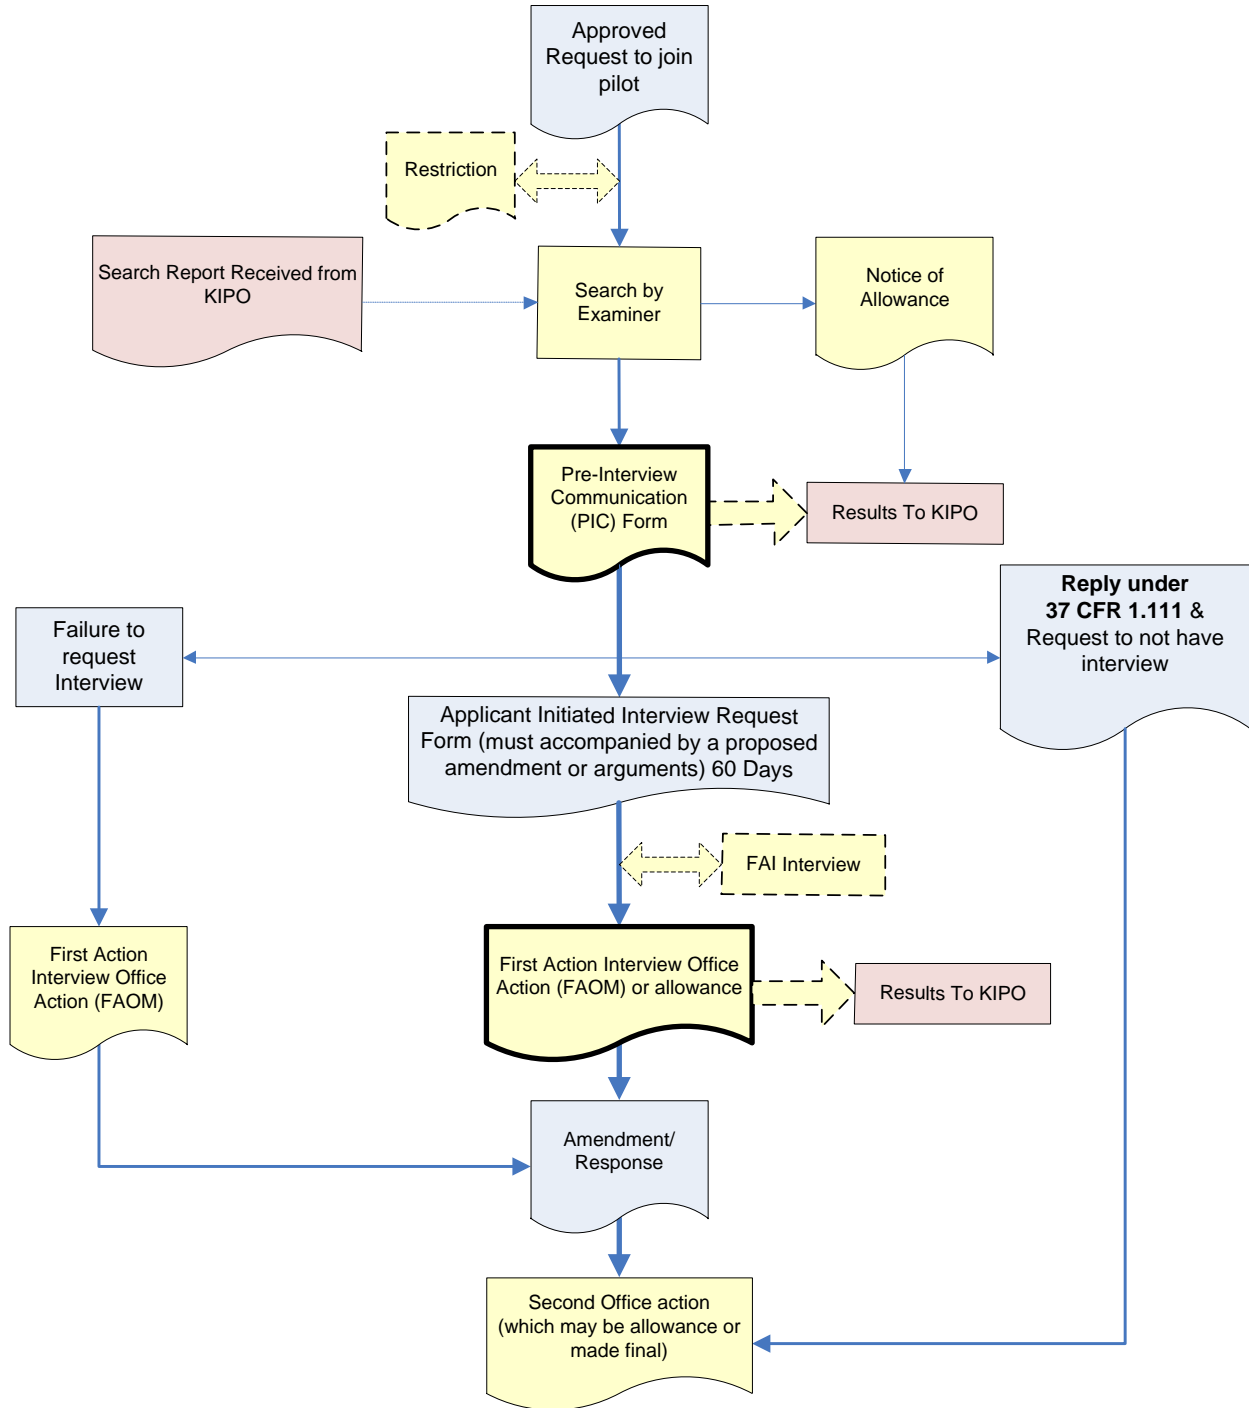 Approved
Request to join
pilot
Restriction
Search Report Received from
KIPO
Search by
Examiner
Notice of
Allowance
Pre-Interview
Communication
(PIC) Form
Results To KIPO
Reply under
37 CFR 1.111 &
Request to not have
interview
Failure to
request
Interview
Applicant Initiated Interview Request
Form (must accompanied by a proposed
amendment or arguments) 60 Days
FAI Interview
First Action
Interview Office
Action (FAOM)
First Action Interview Office
Action (FAOM) or allowance
Results To KIPO
Amendment/
Response
Second Office action
(which may be allowance or
made final)